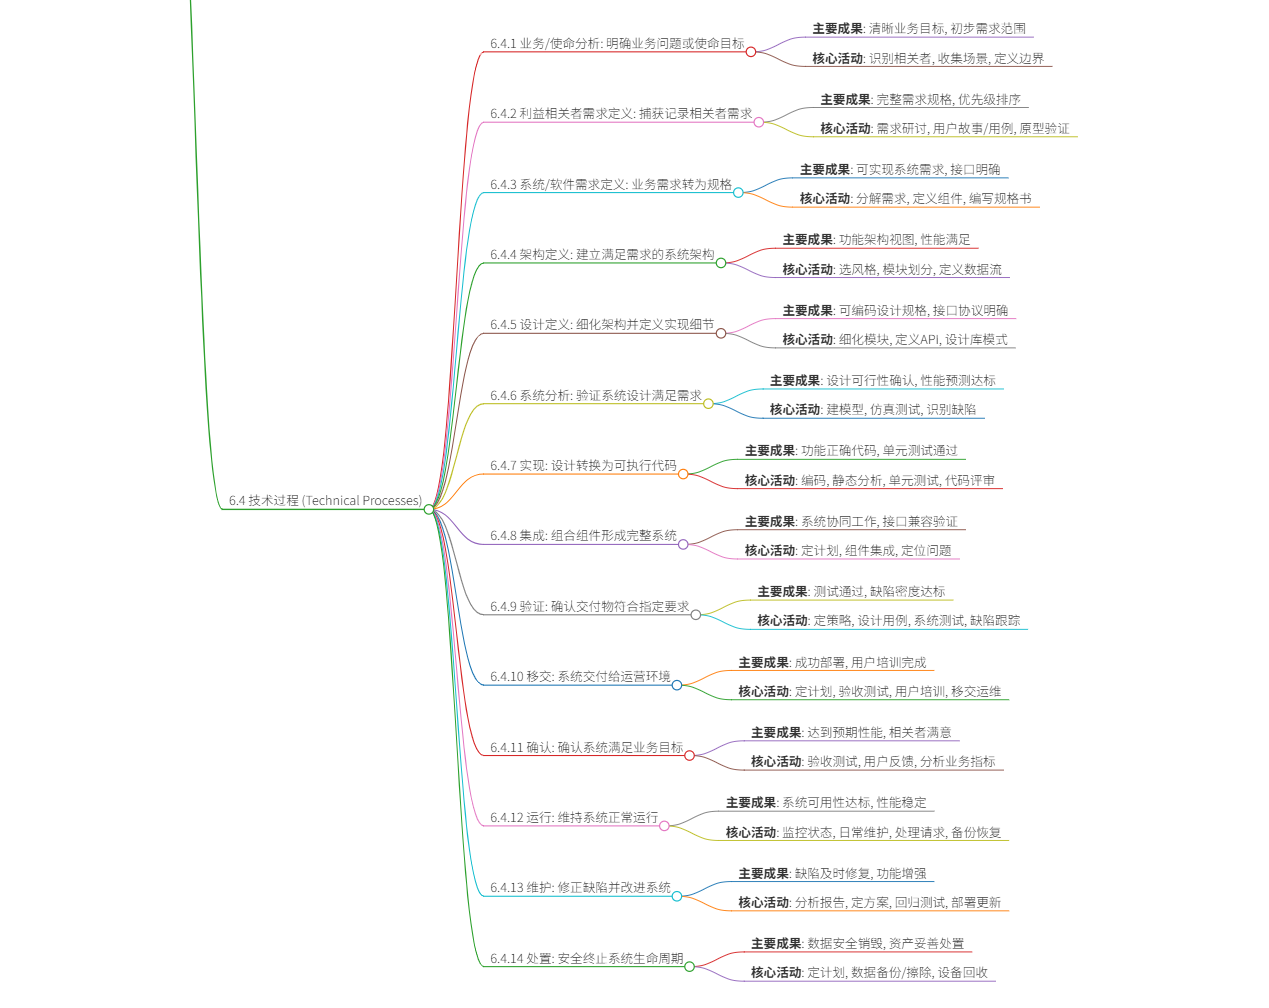 6.4 技术过程 (Technical Processes)
6.4.1 业务/使命分析: 明确业务问题或使命目标
主要成果: 清晰业务目标, 初步需求范围
核心活动: 识别相关者, 收集场景, 定义边界
6.4.2 利益相关者需求定义: 捕获记录相关者需求
主要成果: 完整需求规格, 优先级排序
核心活动: 需求研讨, 用户故事/用例, 原型验证
6.4.3 系统/软件需求定义: 业务需求转为规格
主要成果: 可实现系统需求, 接口明确
核心活动: 分解需求, 定义组件, 编写规格书
6.4.4 架构定义: 建立满足需求的系统架构
主要成果: 功能架构视图, 性能满足
核心活动: 选风格, 模块划分, 定义数据流
6.4.5 设计定义: 细化架构并定义实现细节
主要成果: 可编码设计规格, 接口协议明确
核心活动: 细化模块, 定义API, 设计库模式
6.4.6 系统分析: 验证系统设计满足需求
主要成果: 设计可行性确认, 性能预测达标
核心活动: 建模型, 仿真测试, 识别缺陷
6.4.7 实现: 设计转换为可执行代码
主要成果: 功能正确代码, 单元测试通过
核心活动: 编码, 静态分析, 单元测试, 代码评审
6.4.8 集成: 组合组件形成完整系统
主要成果: 系统协同工作, 接口兼容验证
核心活动: 定计划, 组件集成, 定位问题
6.4.9 验证: 确认交付物符合指定要求
主要成果: 测试通过, 缺陷密度达标
核心活动: 定策略, 设计用例, 系统测试, 缺陷跟踪
6.4.10 移交: 系统交付给运营环境
主要成果: 成功部署, 用户培训完成
核心活动: 定计划, 验收测试, 用户培训, 移交运维
6.4.11 确认: 确认系统满足业务目标
主要成果: 达到预期性能, 相关者满意
核心活动: 验收测试, 用户反馈, 分析业务指标
6.4.12 运行: 维持系统正常运行
主要成果: 系统可用性达标, 性能稳定
核心活动: 监控状态, 日常维护, 处理请求, 备份恢复
6.4.13 维护: 修正缺陷并改进系统
主要成果: 缺陷及时修复, 功能增强
核心活动: 分析报告, 定方案, 回归测试, 部署更新
6.4.14 处置: 安全终止系统生命周期
主要成果: 数据安全销毁, 资产妥善处置
核心活动: 定计划, 数据备份/擦除, 设备回收